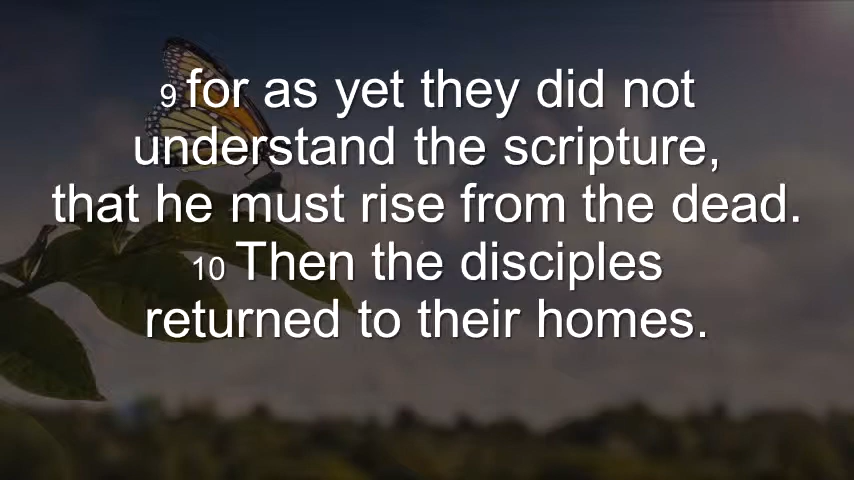 9 for as yet they did not
understand the scripture,
that he must rise from the dead.
10 Then the disciples
returned to their homes.